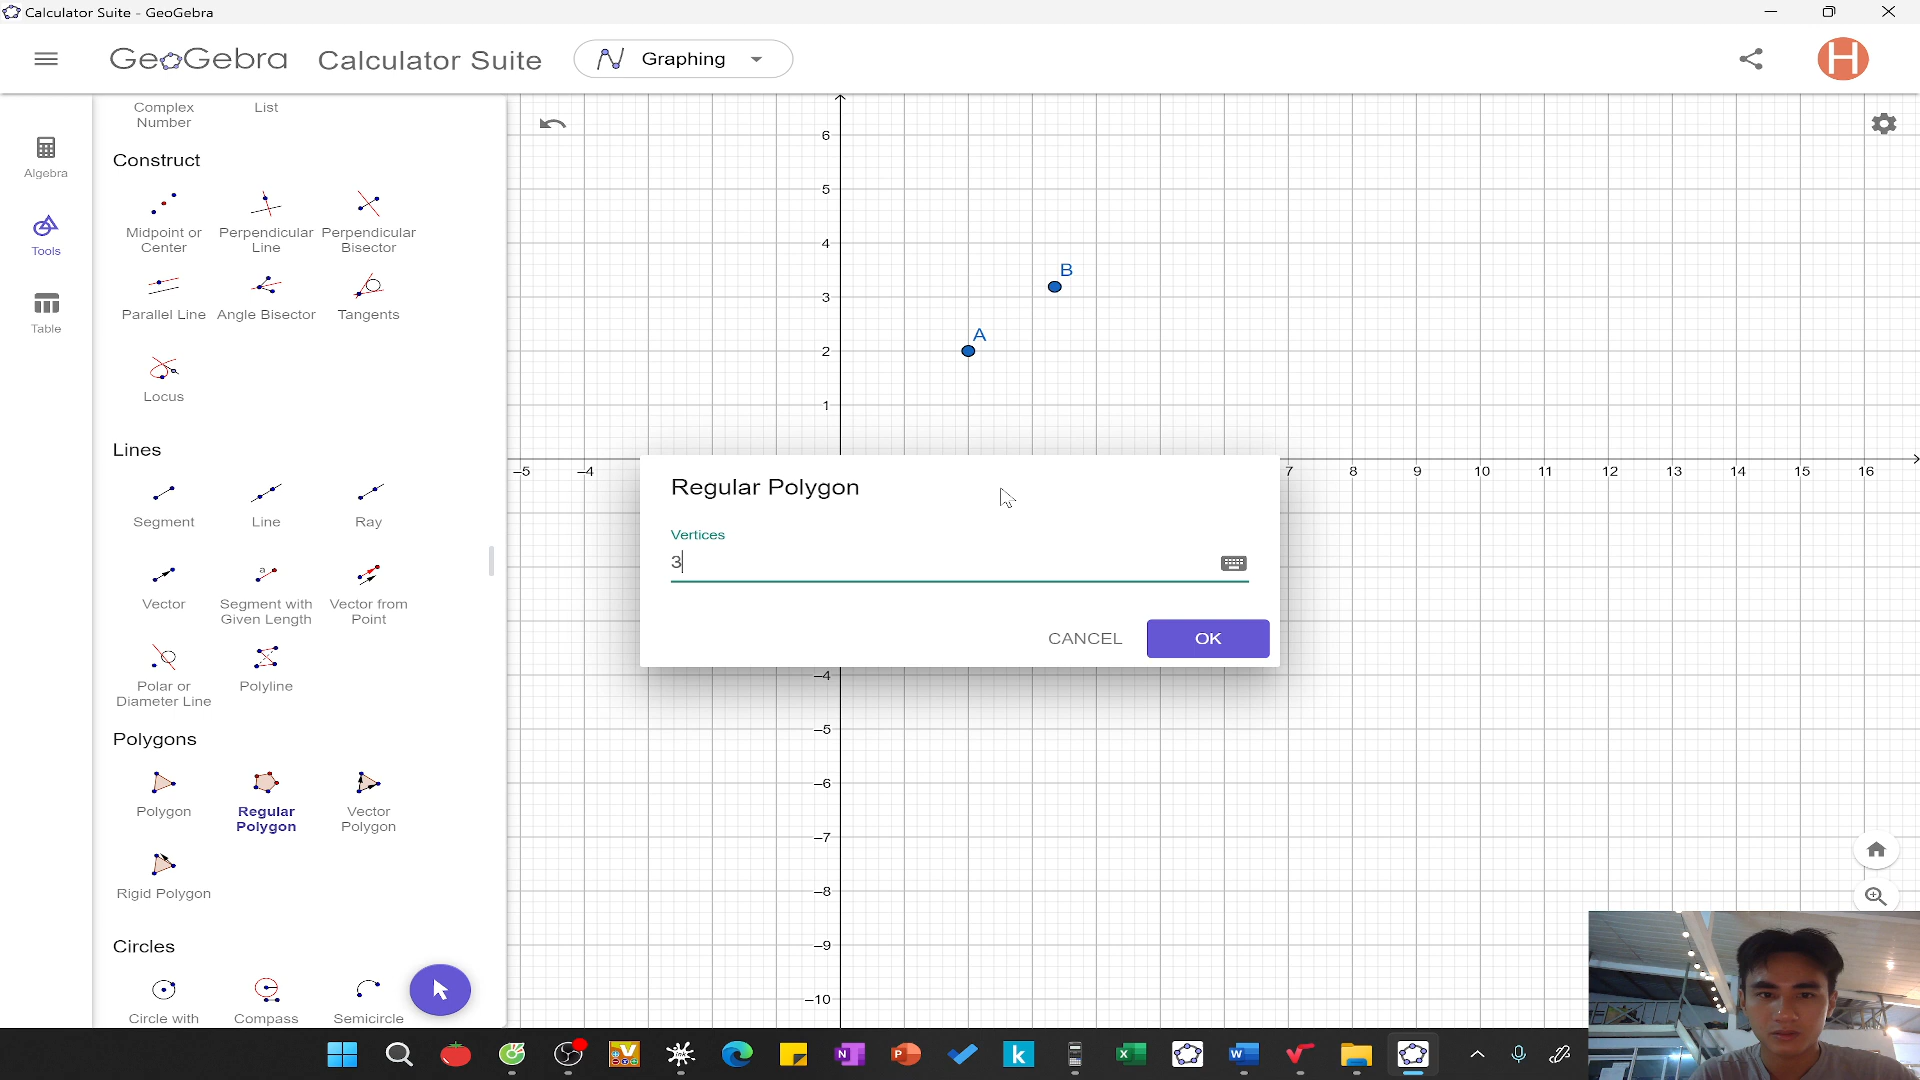 Calculator Suite - GeoGebra
GeoGebra
Calculator Suite
Graphing
H
Algebra
Tools
Table
Complex
Number
List
Construct
Midpoint or
Center
Perpendicular
Line
Perpendicular
Bisector
Parallel Line
Angle Bisector
Tangents
Locus
Lines
Segment
Line
Ray
Vector
a
Segment with
Given Length
Vector from
Point
Polar or
Diameter Line
Polyline
Polygons
Polygon
Regular
Polygon
Vector
Polygon
Rigid Polygon
Circles
Circle with
Compass
Semicircle
6
5
4
3
2
1
B
A
-5 -4 7 8 9 10 11 12 13 14 15 16
Regular Polygon
Vertices
3
CANCEL
OK
-4
-5
-6
-7
-8
-9
-10